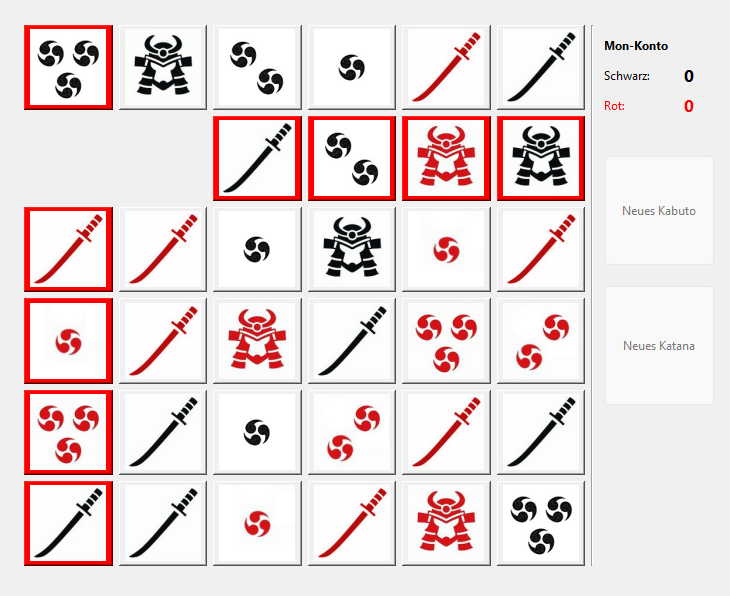 Mon-Konto
Schwarz: 0
Rot: 0
Neues Kabuto
Neues Katana